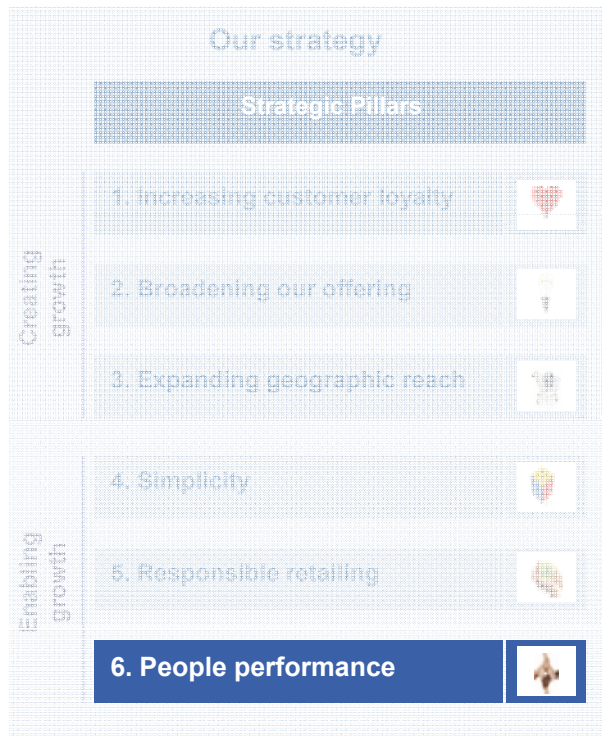 Our strategy
Strategic Pillars
Creating
growth
1. Increasing customer loyalty
2. Broadening our offering
3. Expanding geographic reach
Enabling
growth
4. Simplicity
5. Responsible retailing
6. People performance